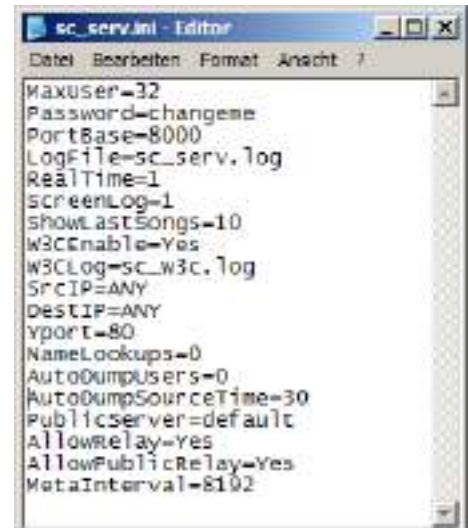 sc_serv.ini - Editor
Datei Bearbeiten Format Ansicht ?
MaxUser=32
Password=changeme
PortBase=8000
LogFile=sc_serv.log
RealTime=1
ScreenLog=1
ShowLastSongs=10
W3CEnable=Yes
W3CLog=sc_w3c.log
SrcIP=ANY
DestIP=ANY
Yport=80
NameLookups=0
AutoDumpUsers=0
AutoDumpSourceTime=30
PublicServer=default
AllowRelay=Yes
AllowPublicRelay=Yes
MetaInterval=8192